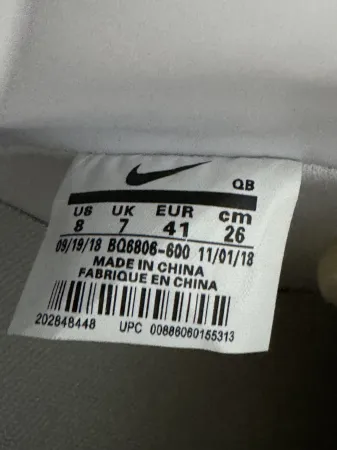 QB
US UK EUR cm
8 7 41 26
09/19/18 BQ6806-600 11/01/18
MADE IN CHINA
FABRIQUE EN CHINA
202848448 UPC 00886060155313